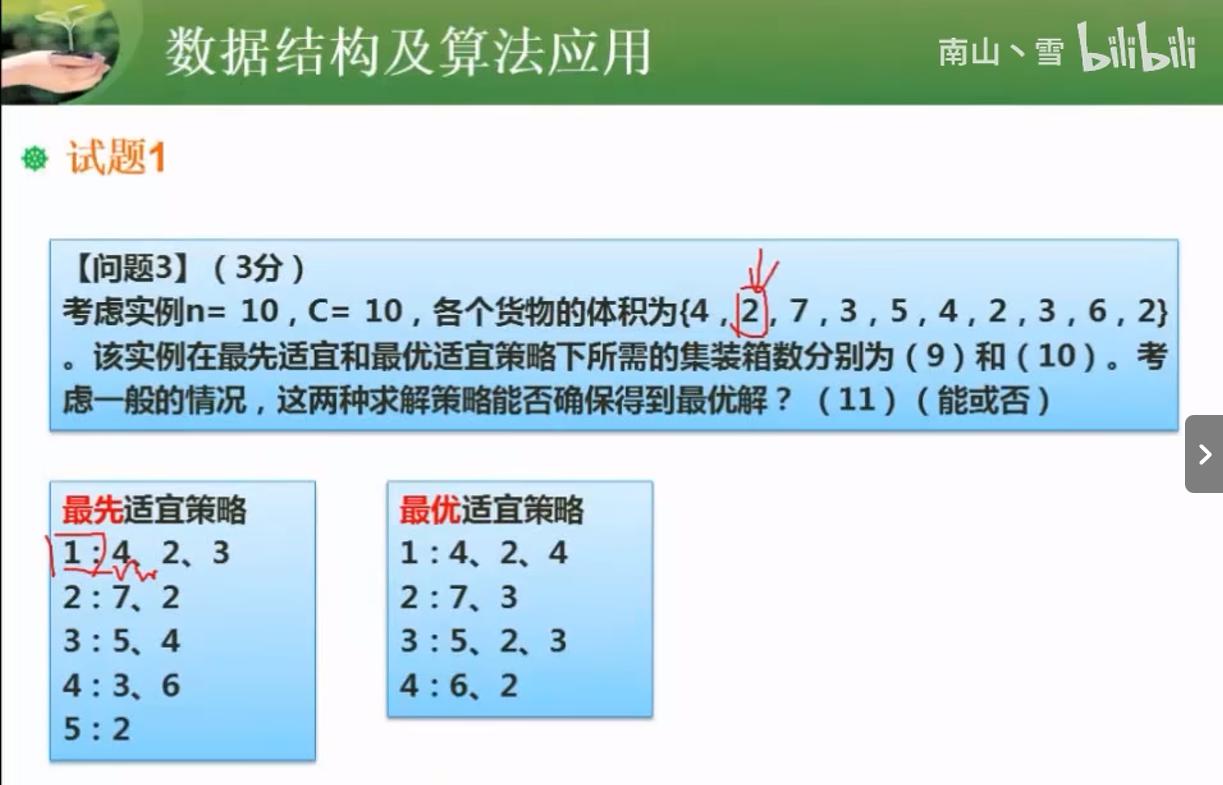 数据结构及算法应用
南山丶雪 bilibili
试题1
【问题3】（3分）
考虑实例n= 10，C= 10，各个货物的体积为{4，2，7，3，5，4，2，3，6，2}
。该实例在最先适宜和最优适宜策略下所需的集装箱数分别为（9）和（10）。考
虑一般的情况，这两种求解策略能否确保得到最优解？（11）（能或否）
最先适宜策略
1：4、2、3
2：7、2
3：5、4
4：3、6
5：2
最优适宜策略
1：4、2、4
2：7、3
3：5、2、3
4：6、2